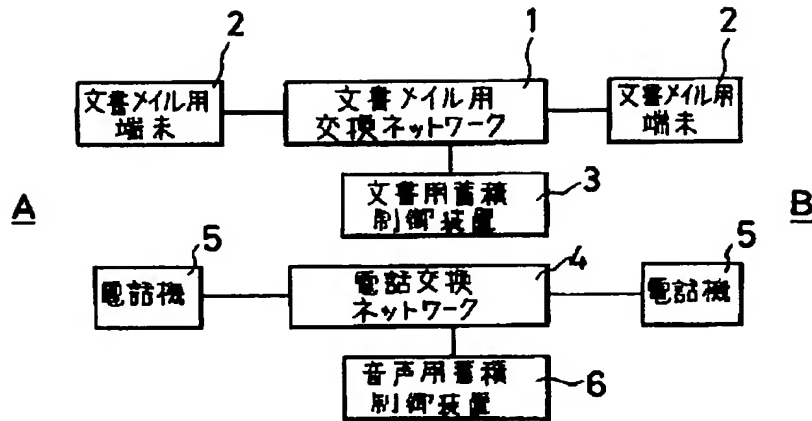 2
1
2
文書メイル用
端未
文書メイル用
交換ネットワーク
文書メイル用
端未
A
文書用蓄積
制御装置
3
B
5
電話機
電話交換
ネットワーク
4
5
電話機
音声用蓄積
制御装置
6